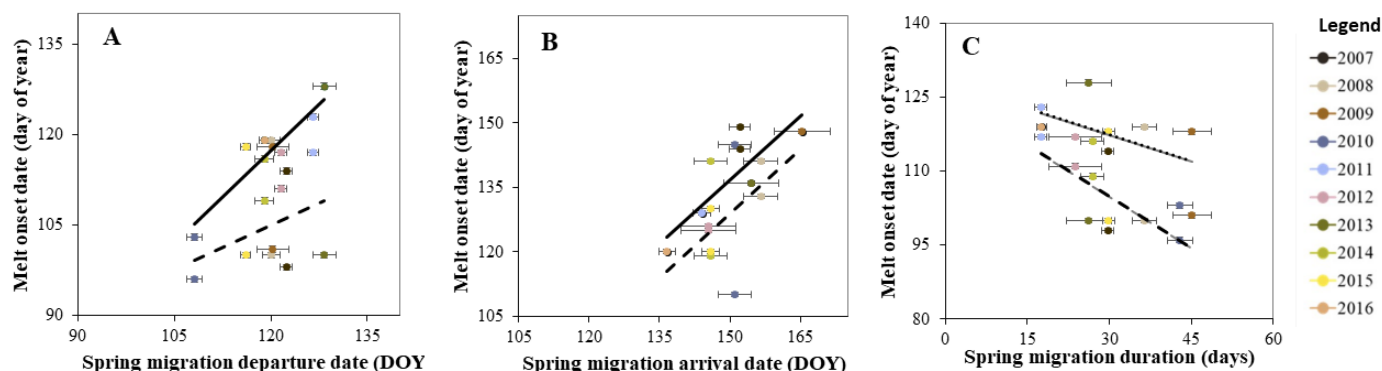 A
Melt onset date (day of year)
135
120
105
90
90 105 120 135
Spring migration departure date (DOY
B
Melt onset date (day of year)
165
150
135
120
105
105 120 135 150 165
Spring migration arrival date (DOY)
C
Melt onset date (day of year)
140
125
110
95
80
0 15 30 45 60
Spring migration duration (days)
Legend
2007
2008
2009
2010
2011
2012
2013
2014
2015
2016